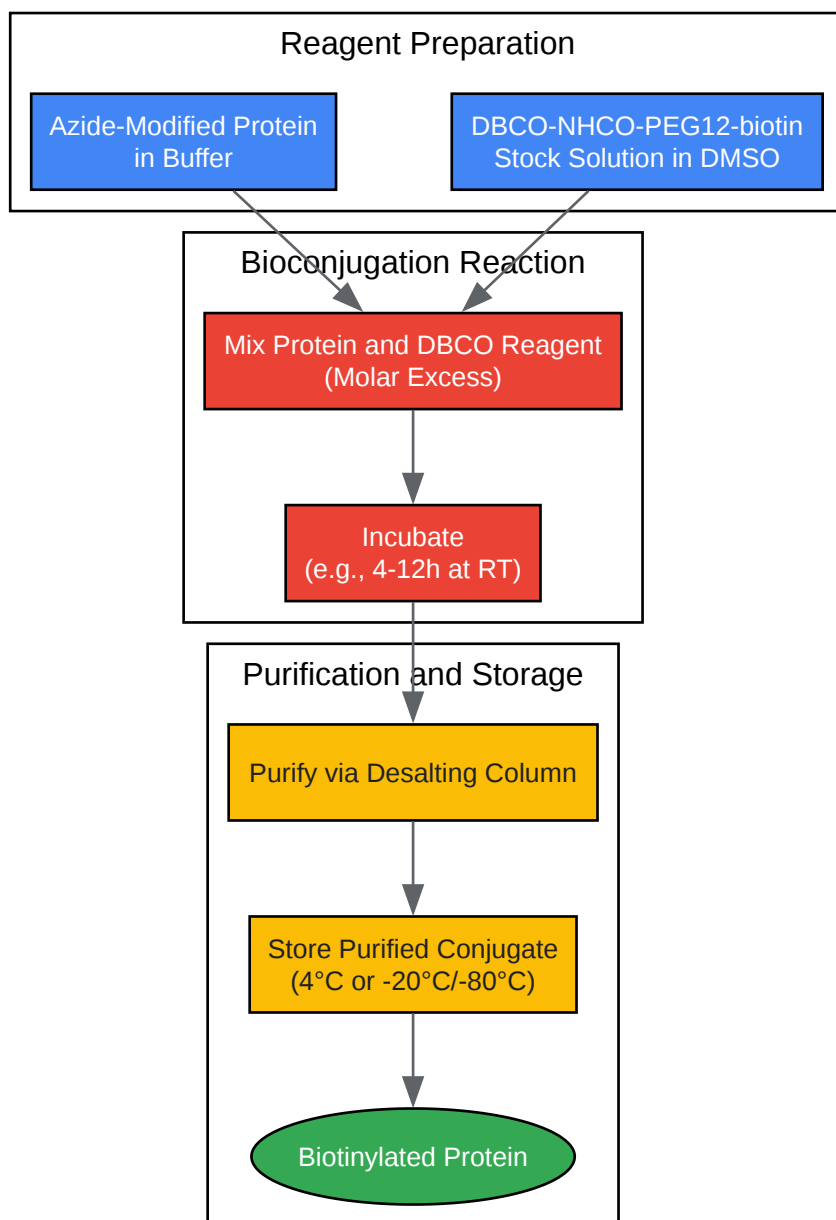 Reagent Preparation
Azide-Modified Protein
in Buffer
DBCO-NHCO-PEG12-biotin
Stock Solution in DMSO
Bioconjugation Reaction
Mix Protein and DBCO Reagent
(Molar Excess)
Incubate
(e.g., 4-12h at RT)
Purification and Storage
Purify via Desalting Column
Store Purified Conjugate
(4°C or -20°C/-80°C)
Biotinylated Protein